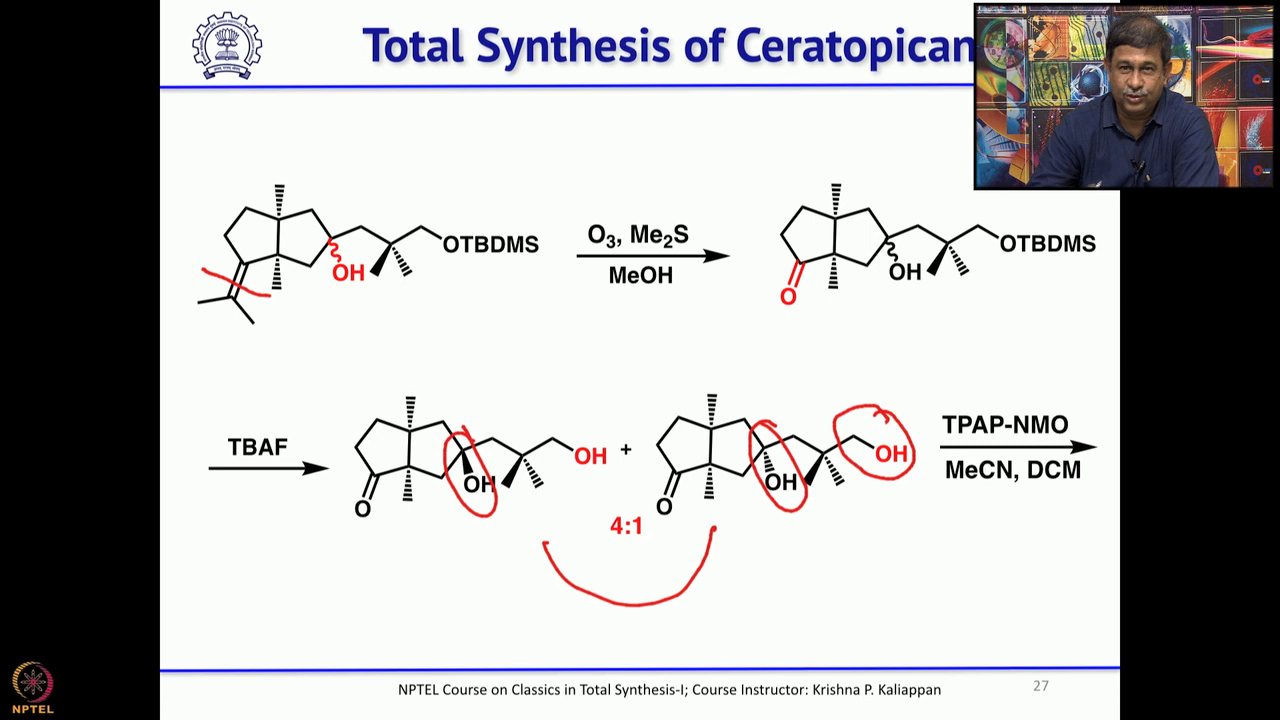 Total Synthesis of Ceratopican
OTBDMS
OH
O₃, Me₂S
MeOH
OTBDMS
OH
O
TBAF
OH
OH
O
+
4:1
OH
OH
O
TPAP-NMO
MeCN, DCM
NPTEL Course on Classics in Total Synthesis-I; Course Instructor: Krishna P. Kaliappan
27
NPTEL